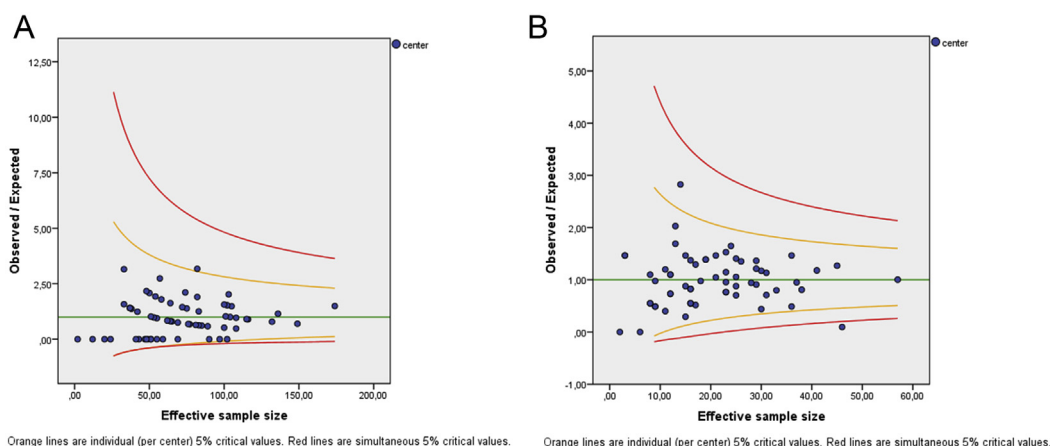 A
center
12,50
10,00
7,50
5,00
2,50
,00
Observed / Expected
,00 50,00 100,00 150,00 200,00
Effective sample size
Orange lines are individual (per center) 5% critical values. Red lines are simultaneous 5% critical values.
B
center
5,00
4,00
3,00
2,00
1,00
,00
-1,00
Observed / Expected
,00 10,00 20,00 30,00 40,00 50,00 60,00
Effective sample size
Orange lines are individual (per center) 5% critical values. Red lines are simultaneous 5% critical values.